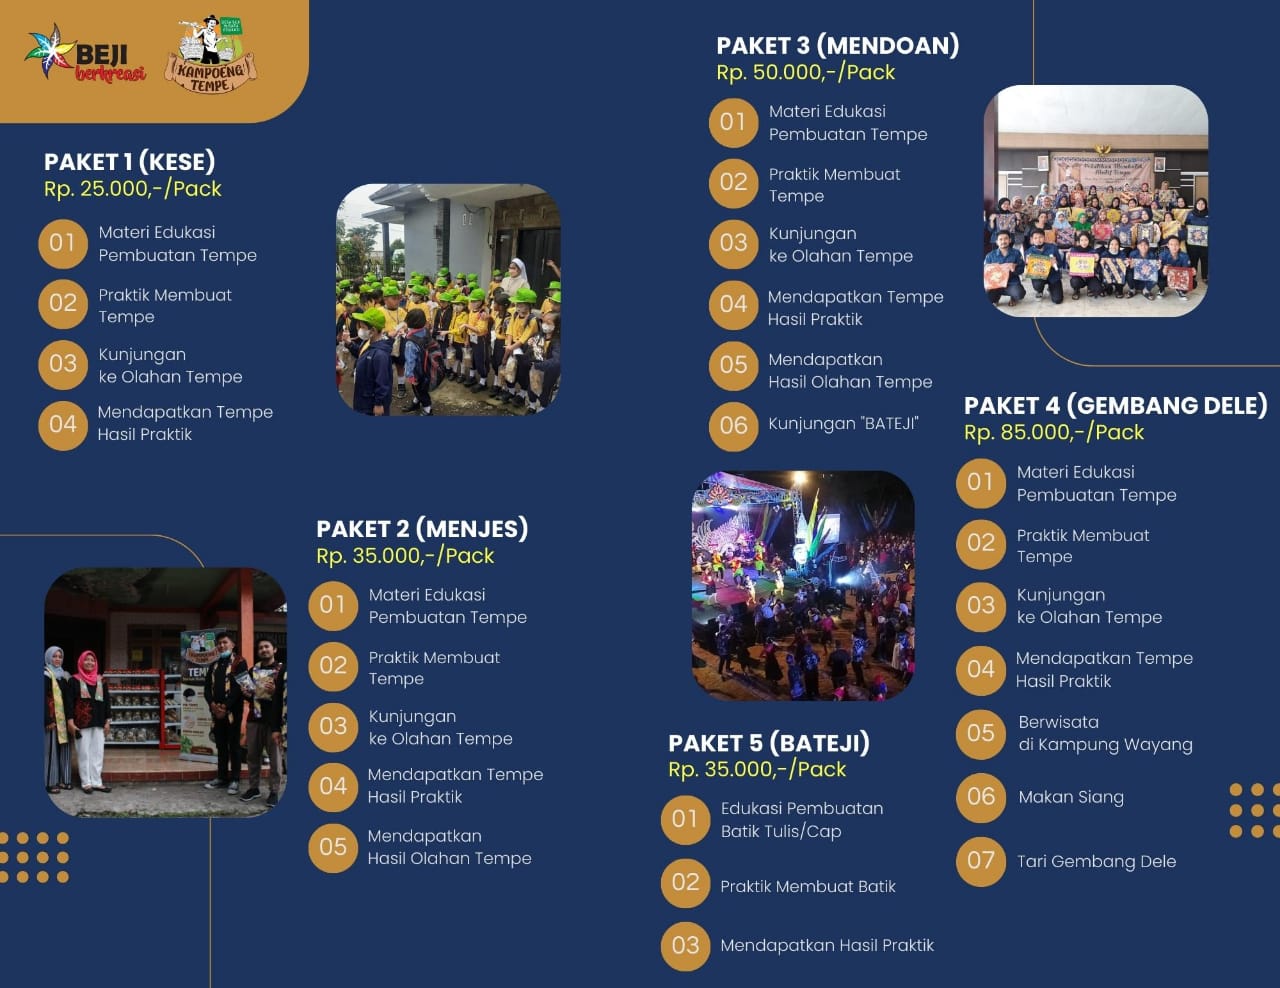 BEJI
berkreasi
KAMPOENG
TEMPE
PAKET 1 (KESE)
Rp. 25.000,-/Pack
01
Materi Edukasi
Pembuatan Tempe
02
Praktik Membuat
Tempe
03
Kunjungan
ke Olahan Tempe
04
Mendapatkan Tempe
Hasil Praktik
PAKET 2 (MENJES)
Rp. 35.000,-/Pack
01
Materi Edukasi
Pembuatan Tempe
02
Praktik Membuat
Tempe
03
Kunjungan
ke Olahan Tempe
04
Mendapatkan Tempe
Hasil Praktik
05
Mendapatkan
Hasil Olahan Tempe
PAKET 3 (MENDOAN)
Rp. 50.000,-/Pack
01
Materi Edukasi
Pembuatan Tempe
02
Praktik Membuat
Tempe
03
Kunjungan
ke Olahan Tempe
04
Mendapatkan Tempe
Hasil Praktik
05
Mendapatkan
Hasil Olahan Tempe
06
Kunjungan "BATEJI"
PAKET 4 (GEMBANG DELE)
Rp. 85.000,-/Pack
01
Materi Edukasi
Pembuatan Tempe
02
Praktik Membuat
Tempe
03
Kunjungan
ke Olahan Tempe
04
Mendapatkan Tempe
Hasil Praktik
05
Berwisata
di Kampung Wayang
06
Makan Siang
07
Tari Gembang Dele
PAKET 5 (BATEJI)
Rp. 35.000,-/Pack
01
Edukasi Pembuatan
Batik Tulis/Cap
02
Praktik Membuat Batik
03
Mendapatkan Hasil Praktik